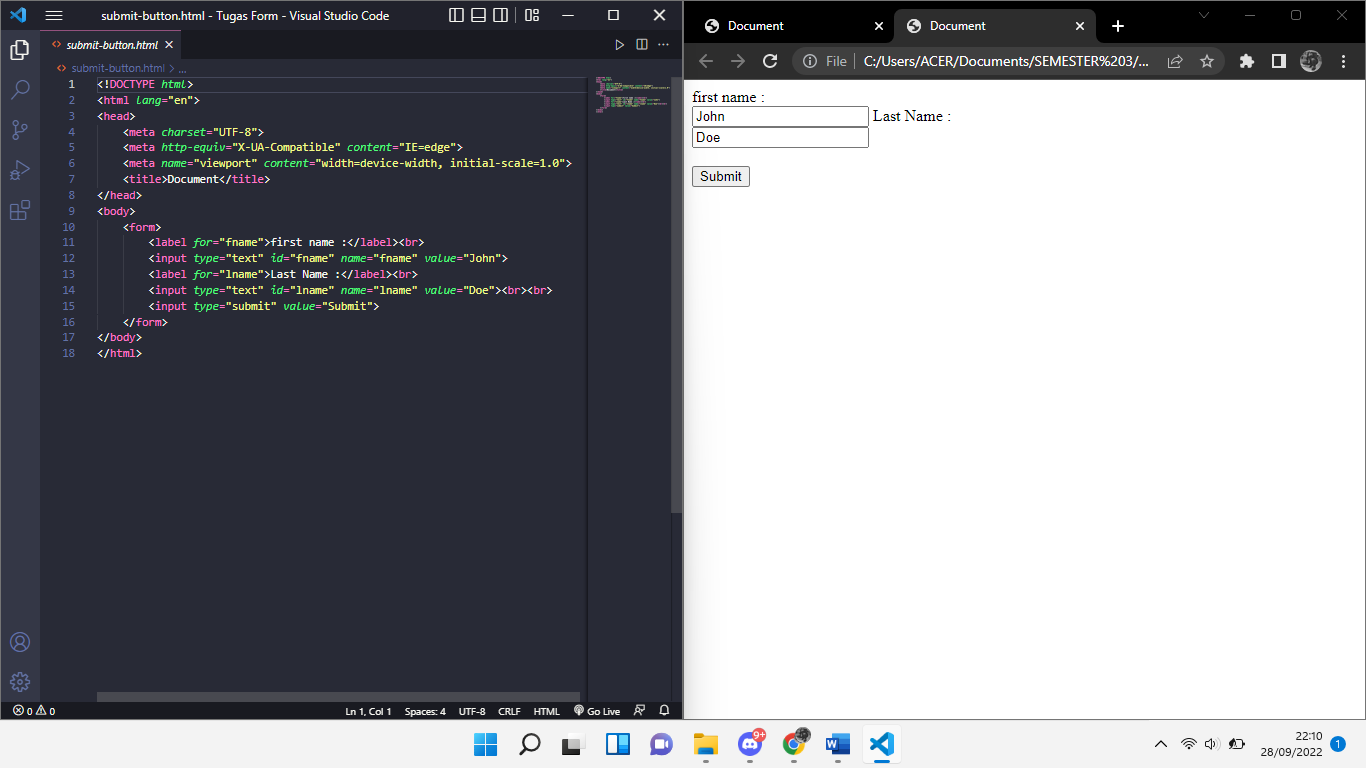 submit-button.html - Tugas Form - Visual Studio Code
submit-button.html
submit-button.html > ...
1 <!DOCTYPE html>
2 <html lang="en">
3 <head>
4 <meta charset="UTF-8">
5 <meta http-equiv="X-UA-Compatible" content="IE=edge">
6 <meta name="viewport" content="width=device-width, initial-scale=1.0">
7 <title>Document</title>
8 </head>
9 <body>
10 <form>
11 <label for="fname">first name :</label><br>
12 <input type="text" id="fname" name="fname" value="John">
13 <label for="lname">Last Name :</label><br>
14 <input type="text" id="lname" name="lname" value="Doe"><br><br>
15 <input type="submit" value="Submit">
16 </form>
17 </body>
18 </html>
0 0 Ln 1, Col 1 Spaces: 4 UTF-8 CRLF HTML Go Live
Document Document
File C:/Users/ACER/Documents/SEMESTER%203/...
first name :
John Last Name :
Doe
Submit
9+
22:10
28/09/2022 1